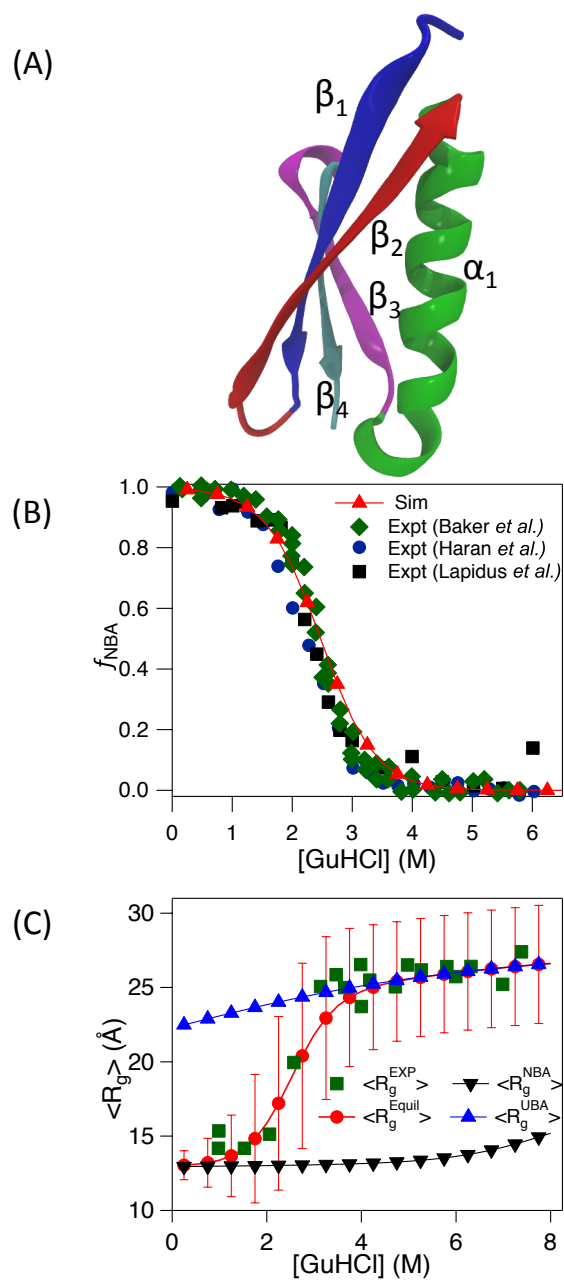 (A)
β1
β2
α1
β3
β4
(B)
1.0
0.8
0.6
0.4
0.2
0.0
fNBA
Sim
Expt (Baker et al.)
Expt (Haran et al.)
Expt (Lapidus et al.)
0 1 2 3 4 5 6
[GuHCl] (M)
(C)
30
25
20
15
10
<Rg> (Å)
<RgEXP> <RgNBA>
<RgEquil> <RgUBA>
0 2 4 6 8
[GuHCl] (M)